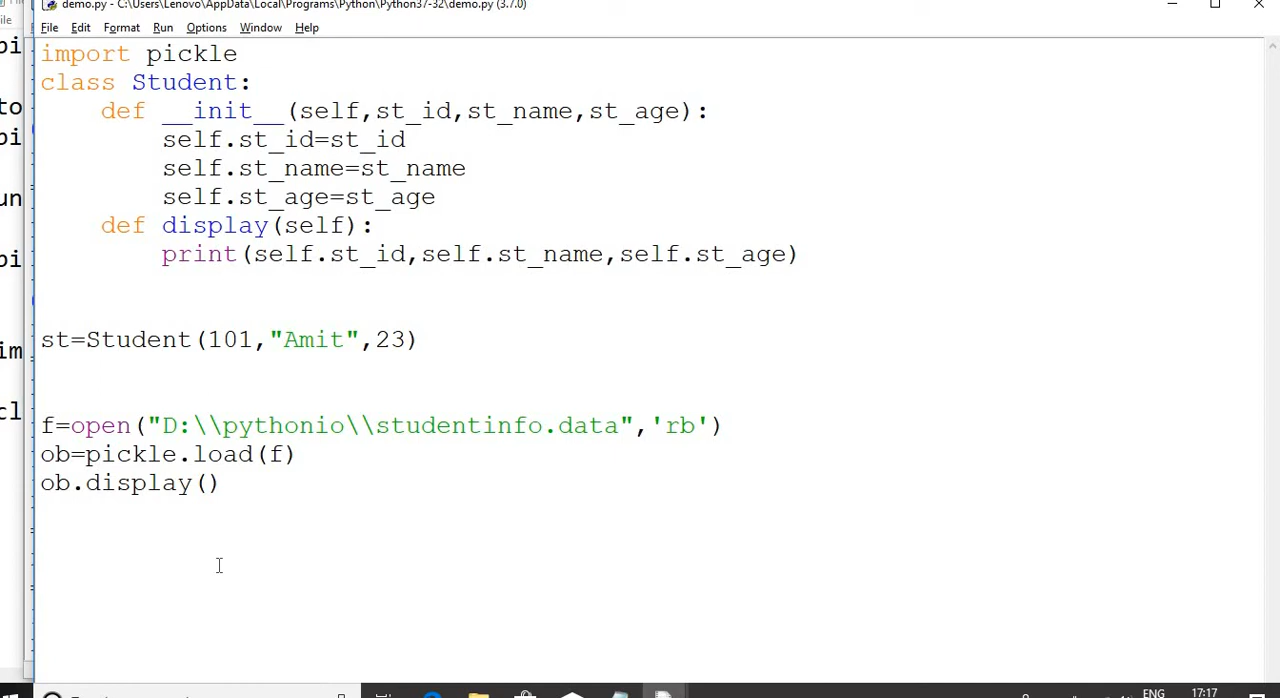 demo.py - C:\Users\Lenovo\AppData\Local\Programs\Python\Python37-32\demo.py (3.7.0)
File Edit Format Run Options Window Help
import pickle
class Student:
def __init__(self,st_id,st_name,st_age):
self.st_id=st_id
self.st_name=st_name
self.st_age=st_age
def display(self):
print(self.st_id,self.st_name,self.st_age)
st=Student(101,"Amit",23)
f=open("D:\\pythonio\\studentinfo.data",'rb')
ob=pickle.load(f)
ob.display()
ENG
17:17